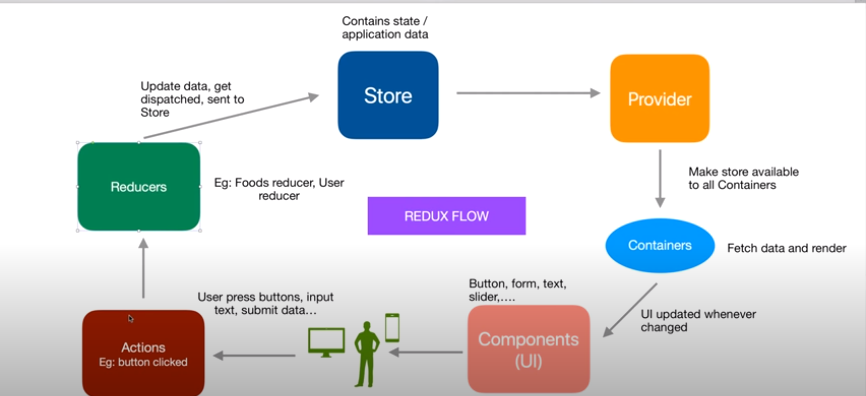 Contains state /
application data
Store
Provider
Update data, get
dispatched, sent to
Store
Reducers
Eg: Foods reducer, User
reducer
REDUX FLOW
Make store available
to all Containers
Containers
Fetch data and render
Button, form, text,
slider,....
UI updated whenever
changed
User press buttons, input
text, submit data...
Components
(UI)
Actions
Eg: button clicked